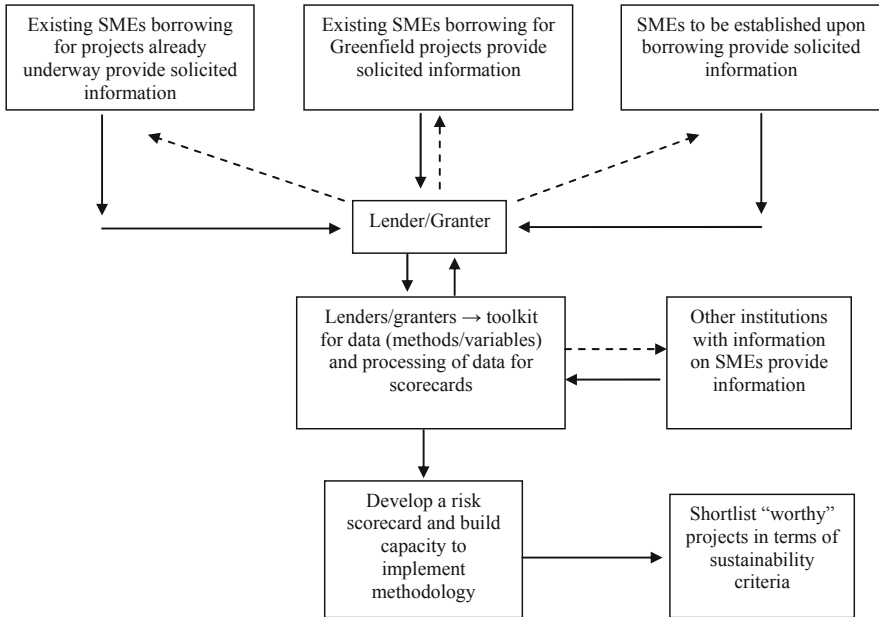 Existing SMEs borrowing
for projects already
underway provide solicited
information
Existing SMEs borrowing for
Greenfield projects provide
solicited information
SMEs to be established upon
borrowing provide solicited
information
Lender/Granter
Lenders/granters → toolkit
for data (methods/variables)
and processing of data for
scorecards
Other institutions
with information
on SMEs provide
information
Develop a risk
scorecard and build
capacity to
implement
methodology
Shortlist “worthy”
projects in terms of
sustainability
criteria